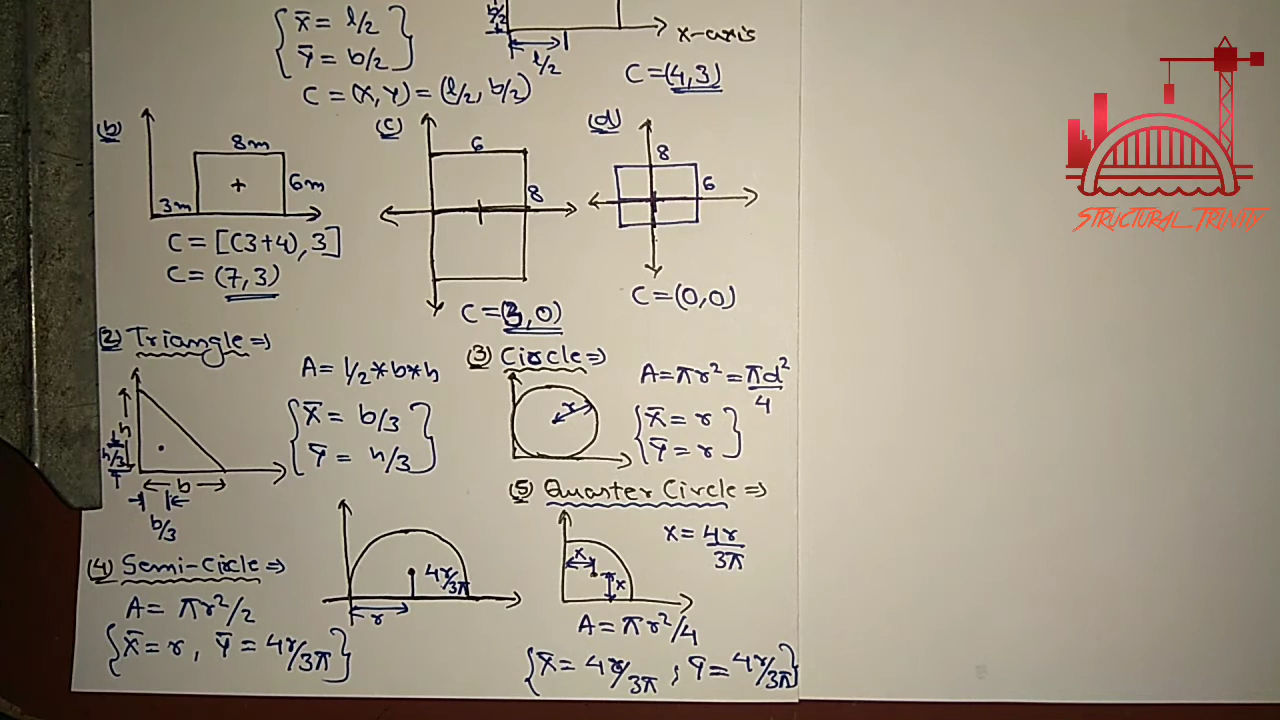 X̄ = l/2
Ȳ = b/2
C = (X, Y) = (l/2, b/2)
b/2
l/2
x-axis
C = (4,3)
(b)
8m
6m
3m
C = [(3+4), 3]
C = (7,3)
(c)
6
8
C = (3,0)
(d)
8
6
C = (0,0)
STRUCTURAL TRINITY
(2) Triangle ⇒
h
h/3
b
b/3
A = 1/2*b*h
X̄ = b/3
Ȳ = h/3
(3) Circle ⇒
r
A = πr² = πd²/4
X̄ = r
Ȳ = r
(4) Semi-Circle ⇒
A = πr²/2
{X̄ = r, Ȳ = 4r/3π}
4r/3π
r
(5) Quarter Circle ⇒
x = 4r/3π
x
x
A = πr²/4
{X̄ = 4r/3π ; Ȳ = 4r/3π}